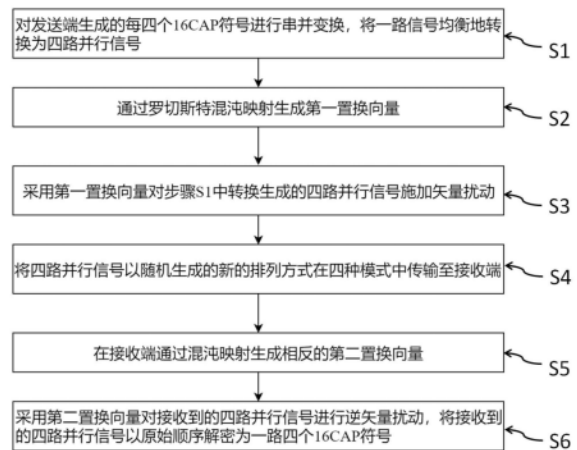 对发送端生成的每四个16CAP符号进行串并变换，将一路信号均衡地转
换为四路并行信号
S1
通过罗切斯特混沌映射生成第一置换向量
S2
采用第一置换向量对步骤S1中转换生成的四路并行信号施加矢量扰动
S3
将四路并行信号以随机生成的新的排列方式在四种模式中传输至接收端
S4
在接收端通过混沌映射生成相反的第二置换向量
S5
采用第二置换向量对接收到的四路并行信号进行逆矢量扰动，将接收到
的四路并行信号以原始顺序解密为一路四个16CAP符号
S6